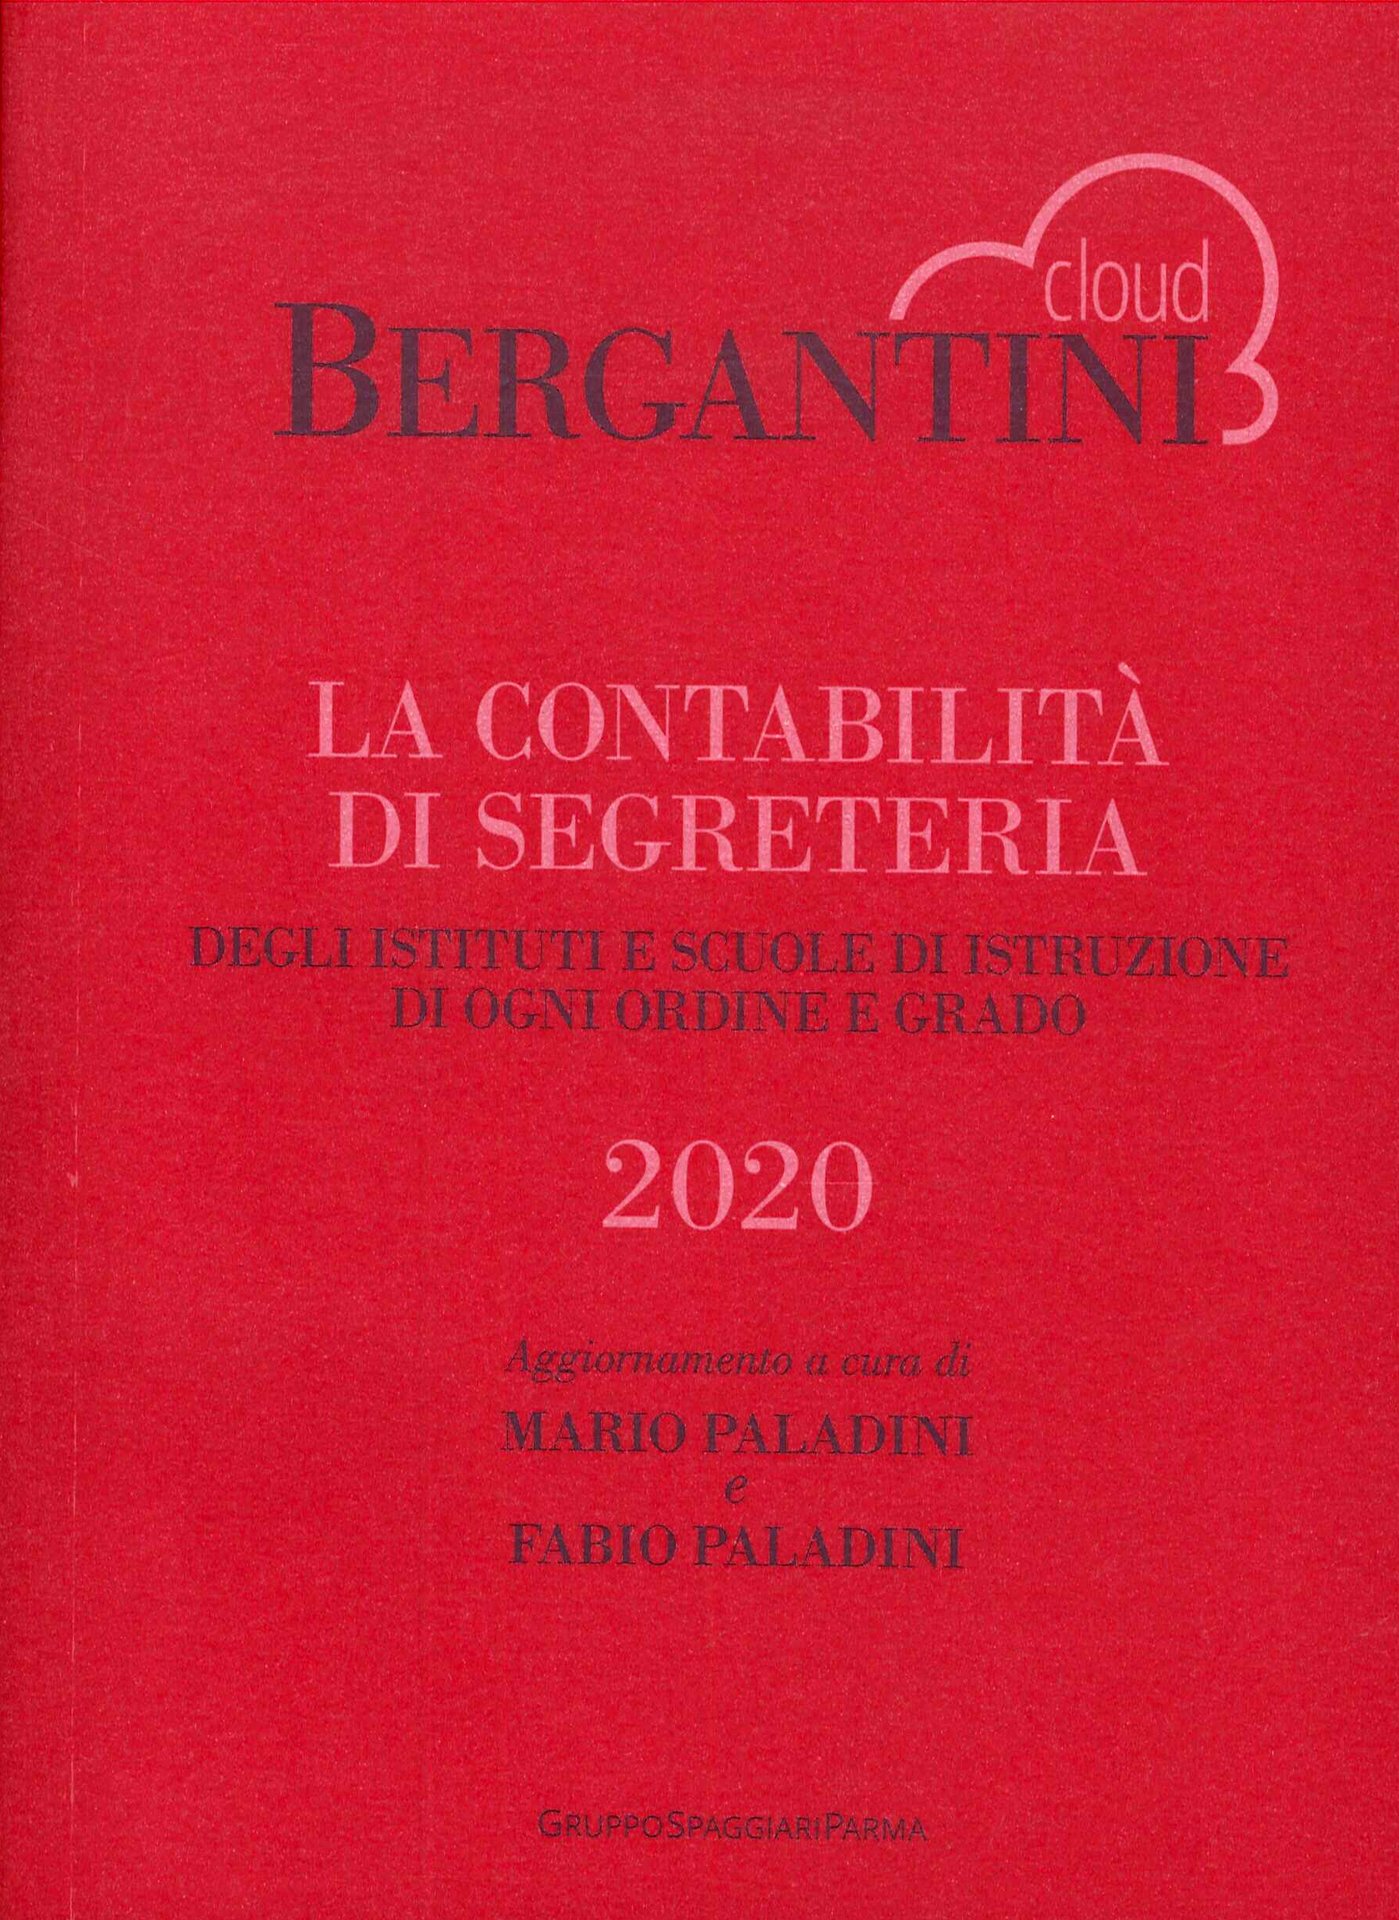 cloud
BERGANTINI
LA CONTABILITÀ
DI SEGRETERIA
DEGLI ISTITUTI E SCUOLE DI ISTRUZIONE
DI OGNI ORDINE E GRADO
2020
Aggiornamento a cura di
MARIO PALADINI
e
FABIO PALADINI
GRUPPOSPAGGIARIPARMA